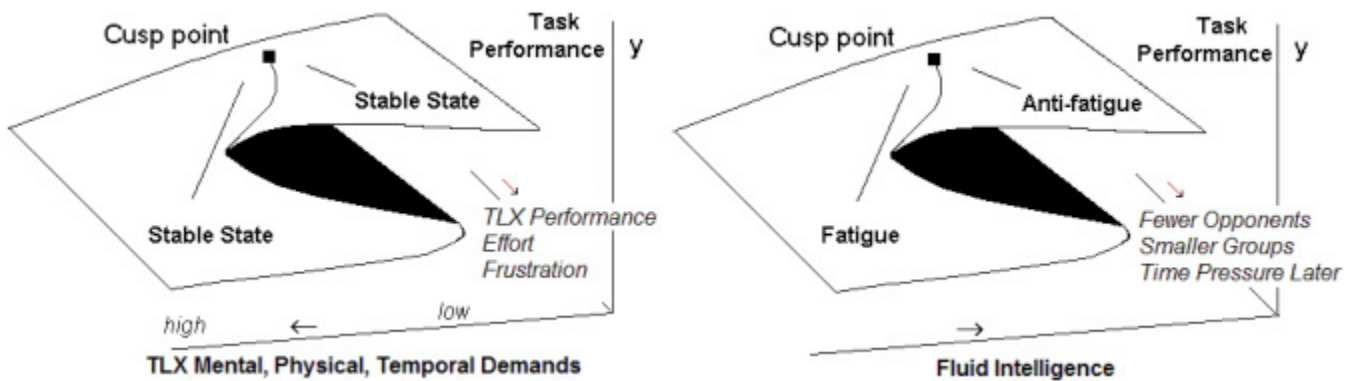 Cusp point
Task
Performance
y
Stable State
Stable State
TLX Performance
Effort
Frustration
high
low
TLX Mental, Physical, Temporal Demands
Cusp point
Task
Performance
y
Anti-fatigue
Fatigue
Fewer Opponents
Smaller Groups
Time Pressure Later
Fluid Intelligence